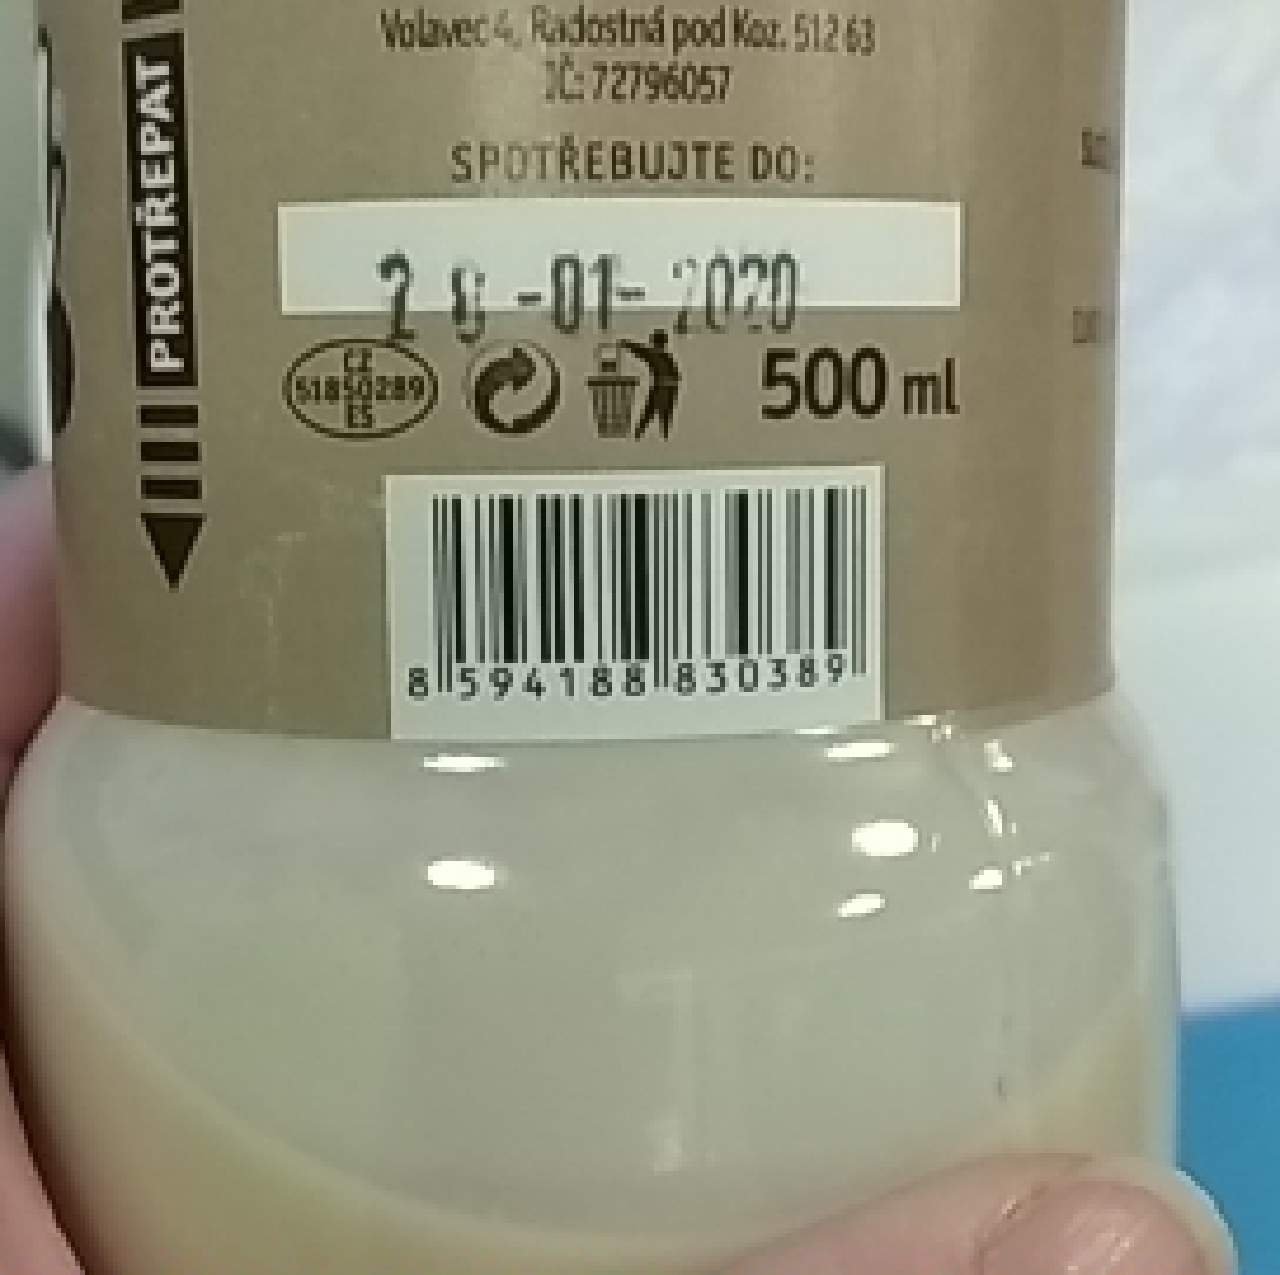 Volavec 4, Radostná pod Koz. 512 63
IČ: 72796057
SPOTŘEBUJTE DO:
28 -01- 2020
PROTŘEPAT
CZ
51850289
ES
500 ml
8 594188 830389